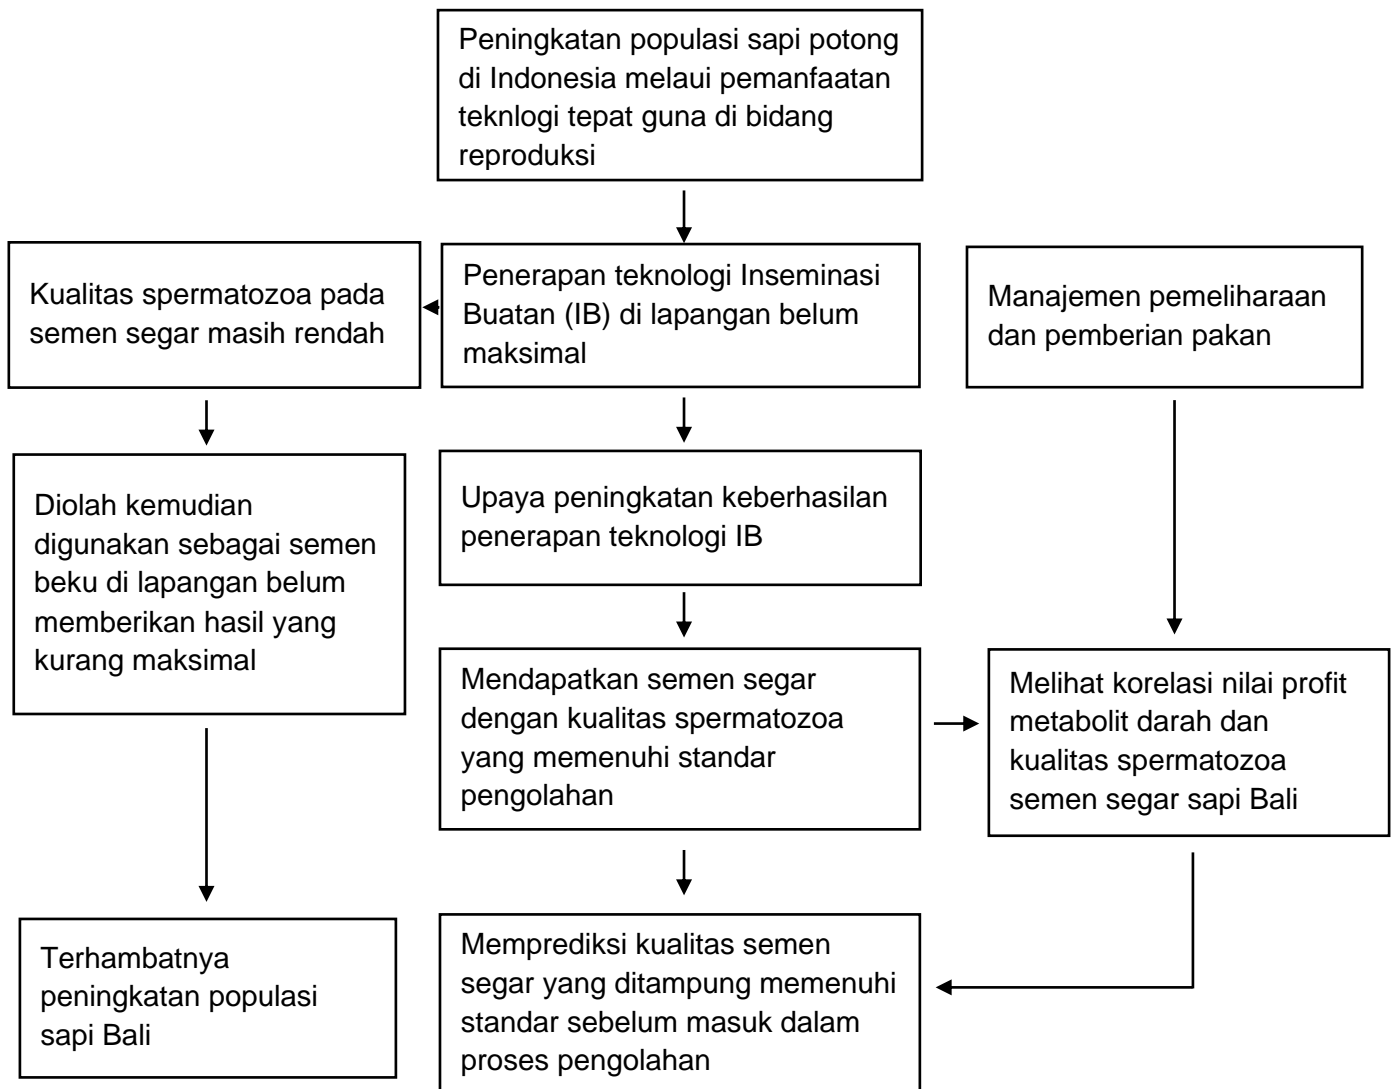 Peningkatan populasi sapi potong
di Indonesia melaui pemanfaatan
teknlogi tepat guna di bidang
reproduksi
Kualitas spermatozoa pada
semen segar masih rendah
Penerapan teknologi Inseminasi
Buatan (IB) di lapangan belum
maksimal
Manajemen pemeliharaan
dan pemberian pakan
Diolah kemudian
digunakan sebagai semen
beku di lapangan belum
memberikan hasil yang
kurang maksimal
Upaya peningkatan keberhasilan
penerapan teknologi IB
Mendapatkan semen segar
dengan kualitas spermatozoa
yang memenuhi standar
pengolahan
Melihat korelasi nilai profit
metabolit darah dan
kualitas spermatozoa
semen segar sapi Bali
Terhambatnya
peningkatan populasi
sapi Bali
Memprediksi kualitas semen
segar yang ditampung memenuhi
standar sebelum masuk dalam
proses pengolahan